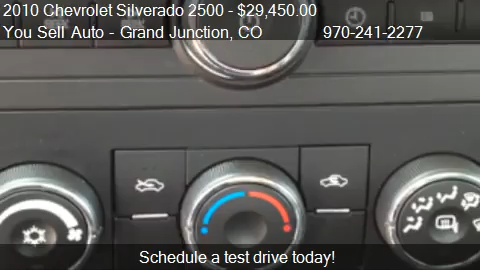 2010 Chevrolet Silverado 2500 - $29,450.00
You Sell Auto - Grand Junction, CO 970-241-2277
Schedule a test drive today!